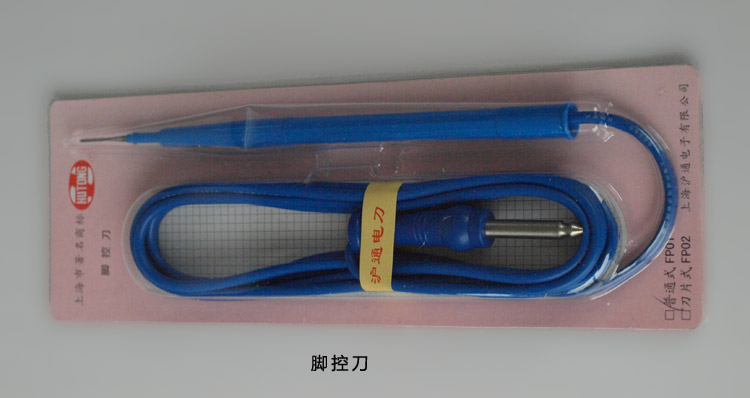 HUTONG
上海市著名商标
脚控刀
沪通电刀
普通式 FP01
刀片式 FP02
上海沪通电子有限公司
脚控刀